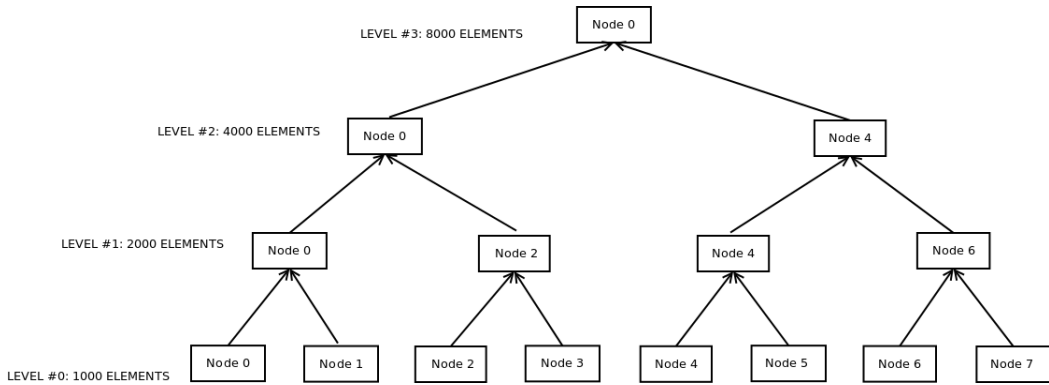 Node 0
LEVEL #3: 8000 ELEMENTS
LEVEL #2: 4000 ELEMENTS
Node 0
Node 4
LEVEL #1: 2000 ELEMENTS
Node 0
Node 2
Node 4
Node 6
Node 0
Node 1
Node 2
Node 3
Node 4
Node 5
Node 6
Node 7
LEVEL #0: 1000 ELEMENTS